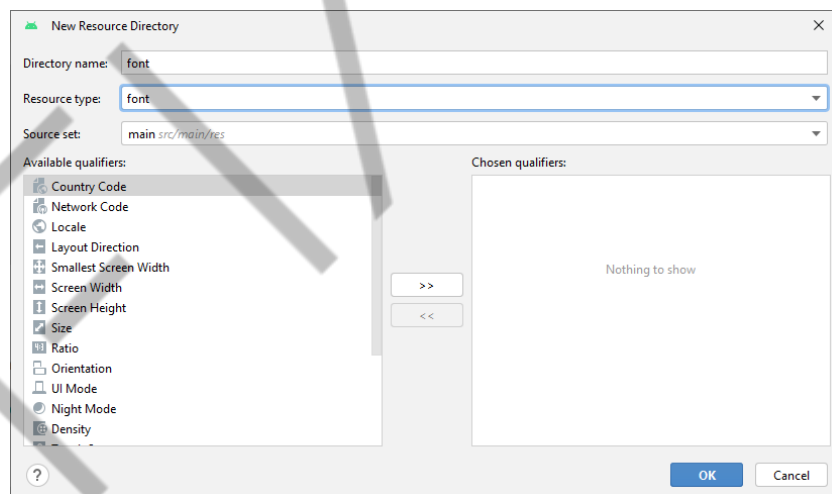 New Resource Directory
Directory name: font
Resource type: font
Source set: main src/main/res
Available qualifiers:
Chosen qualifiers:
Country Code
Network Code
Locale
Layout Direction
Smallest Screen Width
Screen Width
Screen Height
Size
Ratio
Orientation
UI Mode
Night Mode
Density
>>
<<
Nothing to show
?
OK
Cancel